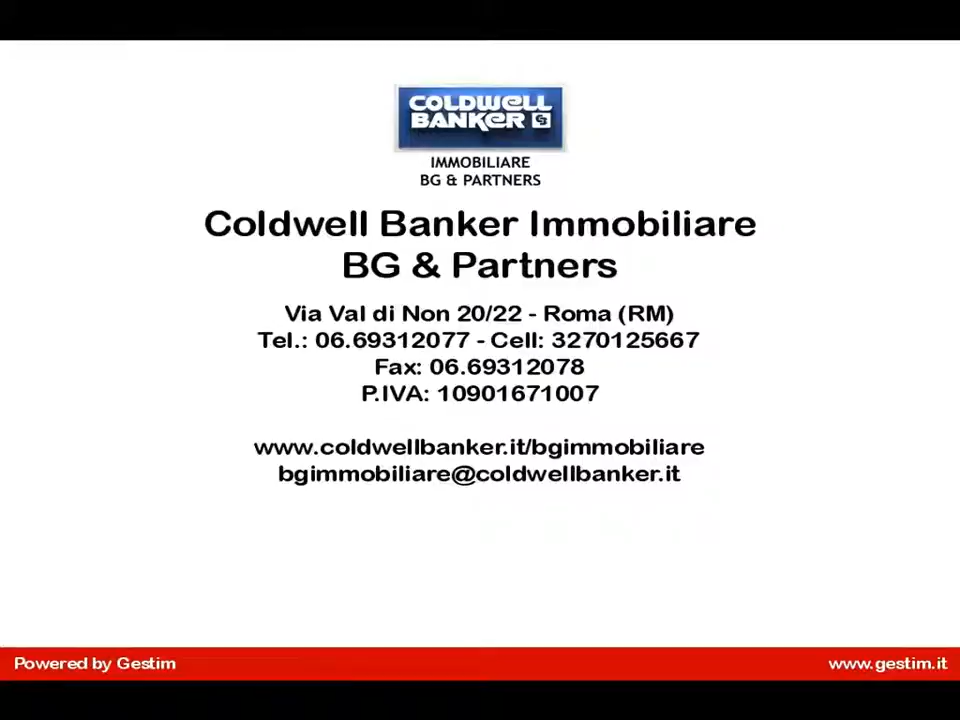 COLDWELL
BANKER CB
IMMOBILIARE
BG & PARTNERS
Coldwell Banker Immobiliare
BG & Partners
Via Val di Non 20/22 - Roma (RM)
Tel.: 06.69312077 - Cell: 3270125667
Fax: 06.69312078
P.IVA: 10901671007
www.coldwellbanker.it/bgimmobiliare
bgimmobiliare@coldwellbanker.it
Powered by Gestim
www.gestim.it